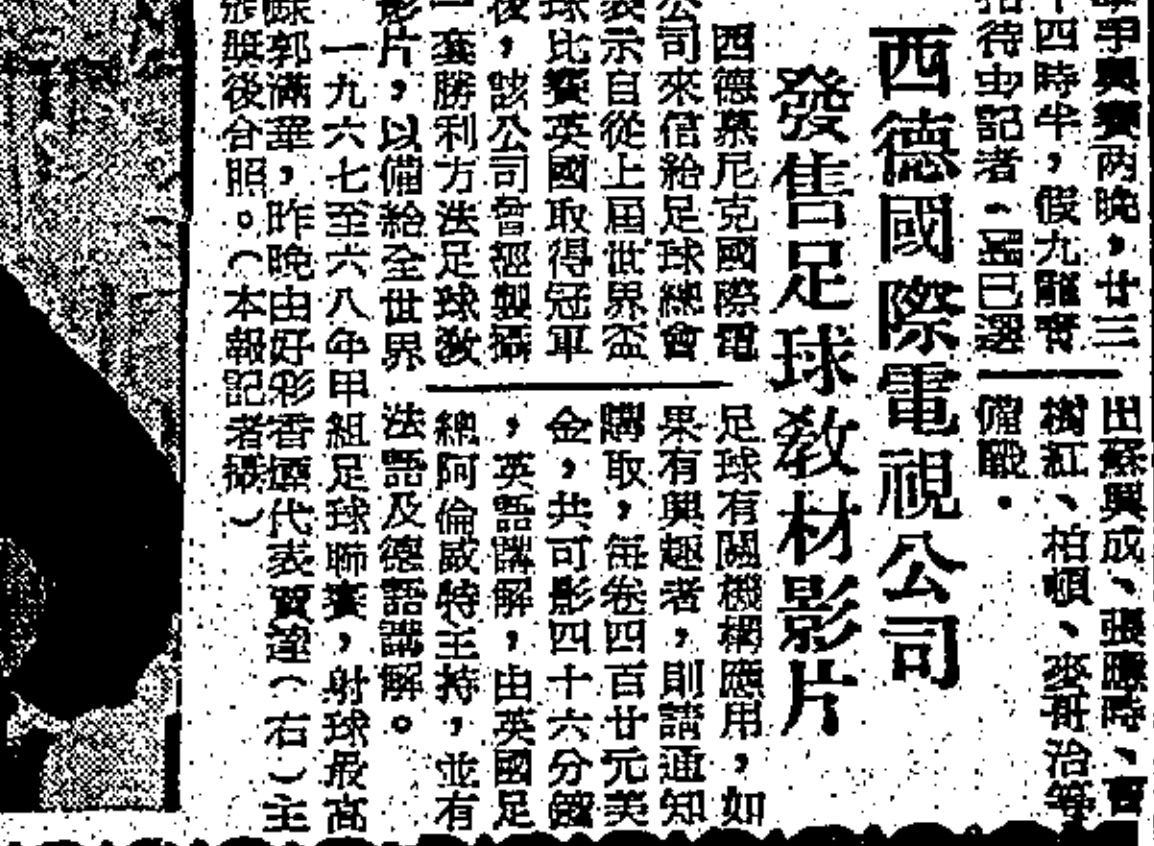 手與賽兩晚，廿三
十四時半，假九龍
招待 記者，已選
出蘇興成、張應時、曹
樹江、柏頓、麥哥治等
備戰．
西德國際電視公司
發售足球教材影片
西德慕尼克國際電
公司來信給足球總會
表示自從上屆世界盃
球比賽英國取得冠軍
後，該公司曾經製攝
一套勝利方法足球教
影片，以備給全世界
足球有關機構應用，如
果有興趣者，則請通知
購取，每卷四百廿元美
金，共可影四十六分鐘
，英語講解，由英國足
總阿倫威特主持，並有
法語及德語講解。
一九六七至六八年甲組足球聯賽，射球最高
球郭滿華，昨晚由好彩香煙代表賈達（右）主
獎後合照。（本報記者攝）